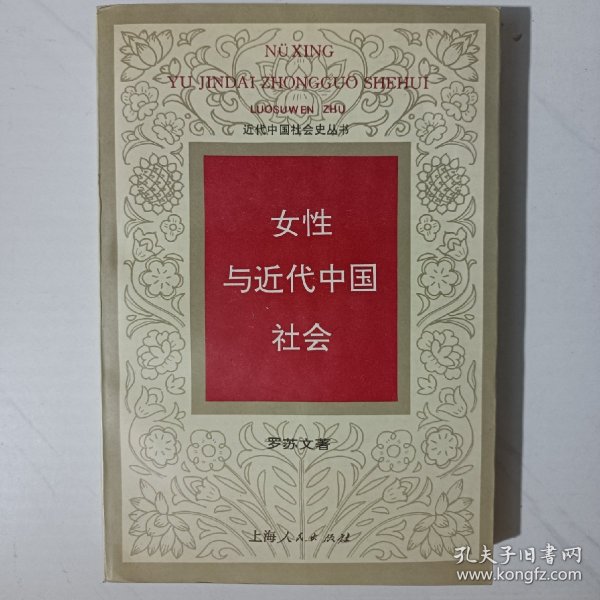 NÜXING
YU JINDAI ZHONGGUO SHEHUI
LUOSUWEN ZHU
近代中国社会史丛书
女性
与近代中国
社会
罗苏文著
上海人民出版社
孔夫子旧书网
www.kongfz.com